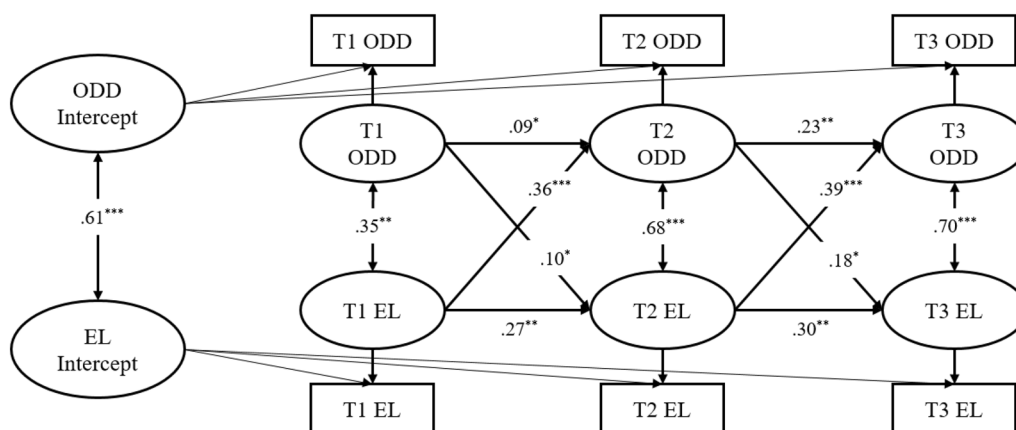 T1 ODD
T2 ODD
T3 ODD
ODD
Intercept
T1
ODD
.09*
T2
ODD
.23**
T3
ODD
.61***
.35**
.36***
.10*
.68***
.39***
.18*
.70***
EL
Intercept
T1 EL
.27**
T2 EL
.30**
T3 EL
T1 EL
T2 EL
T3 EL